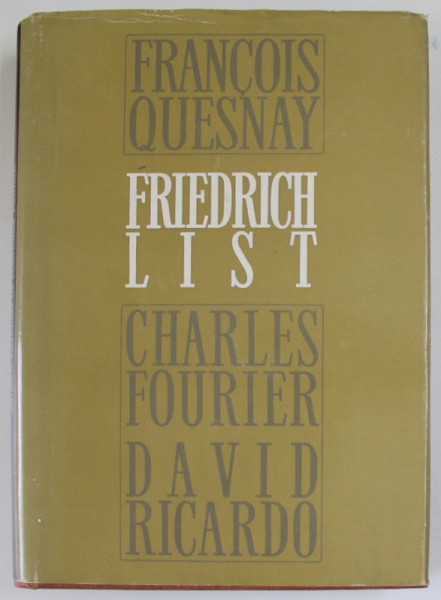 FRANÇOIS
QUESNAY
FRIEDRICH
LIST
CHARLES
FOURIER
DAVID
RICARDO